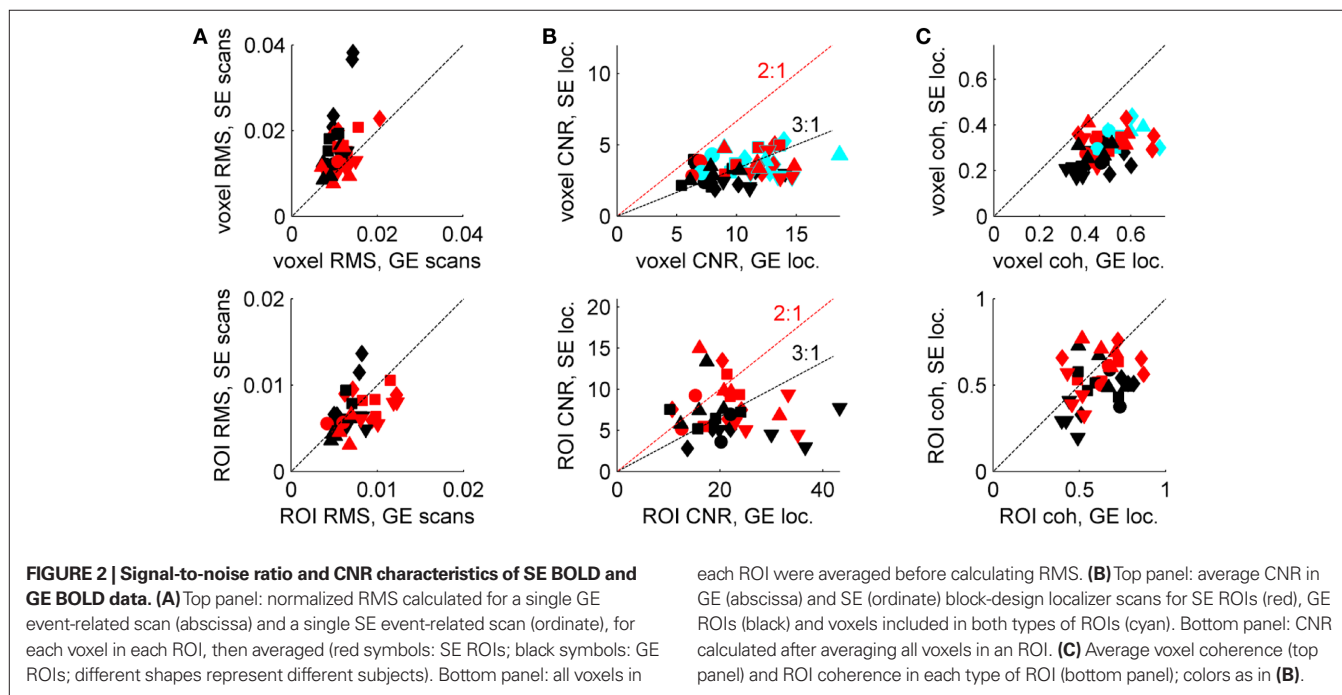 A
B
C
0.04
0.02
0
voxel RMS, SE scans
0 0.02 0.04
voxel RMS, GE scans
10
5
0
voxel CNR, SE loc.
2:1
3:1
0 5 10 15
voxel CNR, GE loc.
0.6
0.4
0.2
0
voxel coh, SE loc.
0 0.2 0.4 0.6
voxel coh, GE loc.
0.02
0.01
0
ROI RMS, SE scans
0 0.01 0.02
ROI RMS, GE scans
20
15
10
5
0
ROI CNR, SE loc.
2:1
3:1
0 20 40
ROI CNR, GE loc.
1
0.5
0
ROI coh, SE loc.
0 0.5 1
ROI coh, GE loc.
FIGURE 2 | Signal-to-noise ratio and CNR characteristics of SE BOLD and
GE BOLD data. (A) Top panel: normalized RMS calculated for a single GE
event-related scan (abscissa) and a single SE event-related scan (ordinate), for
each voxel in each ROI, then averaged (red symbols: SE ROIs; black symbols: GE
ROIs; different shapes represent different subjects). Bottom panel: all voxels in
each ROI were averaged before calculating RMS. (B) Top panel: average CNR in
GE (abscissa) and SE (ordinate) block-design localizer scans for SE ROIs (red), GE
ROIs (black) and voxels included in both types of ROIs (cyan). Bottom panel: CNR
calculated after averaging all voxels in an ROI. (C) Average voxel coherence (top
panel) and ROI coherence in each type of ROI (bottom panel); colors as in (B).